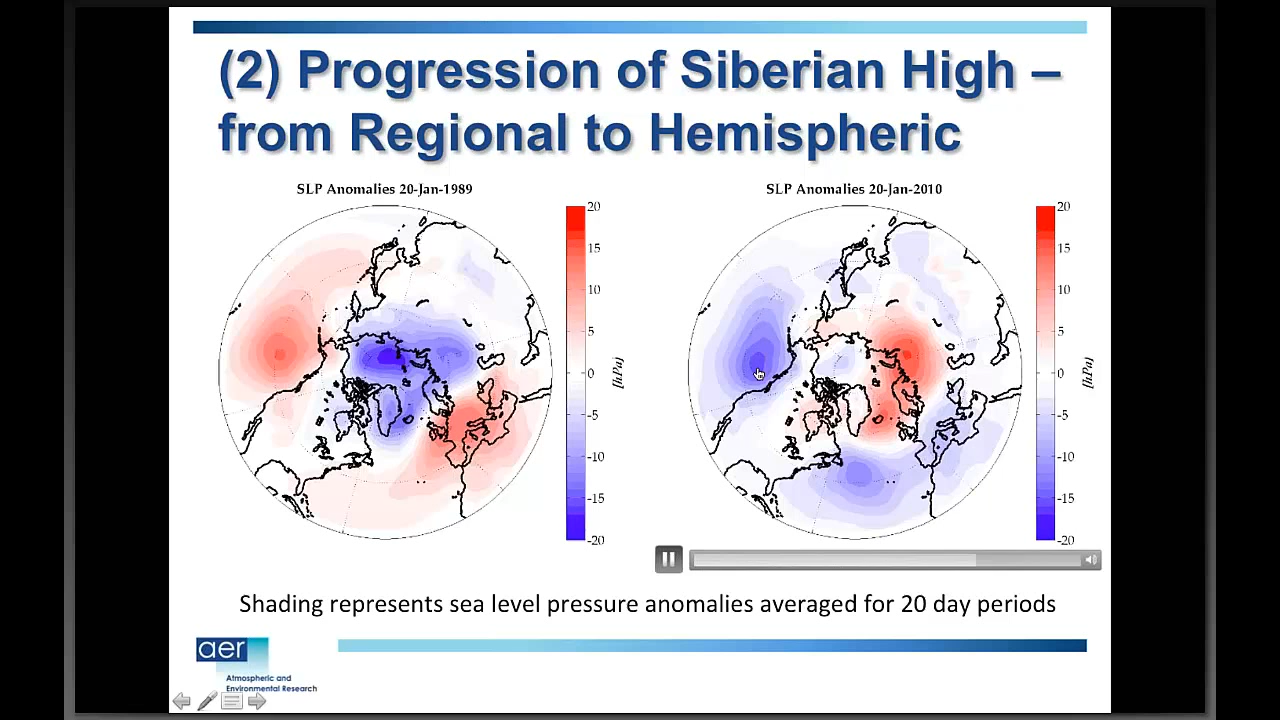 (2) Progression of Siberian High –
from Regional to Hemispheric
SLP Anomalies 20-Jan-1989
20
15
10
5
0
-5
-10
-15
-20
[hPa]
SLP Anomalies 20-Jan-2010
20
15
10
5
0
-5
-10
-15
-20
[hPa]
Shading represents sea level pressure anomalies averaged for 20 day periods
aer
Atmospheric and
Environmental Research